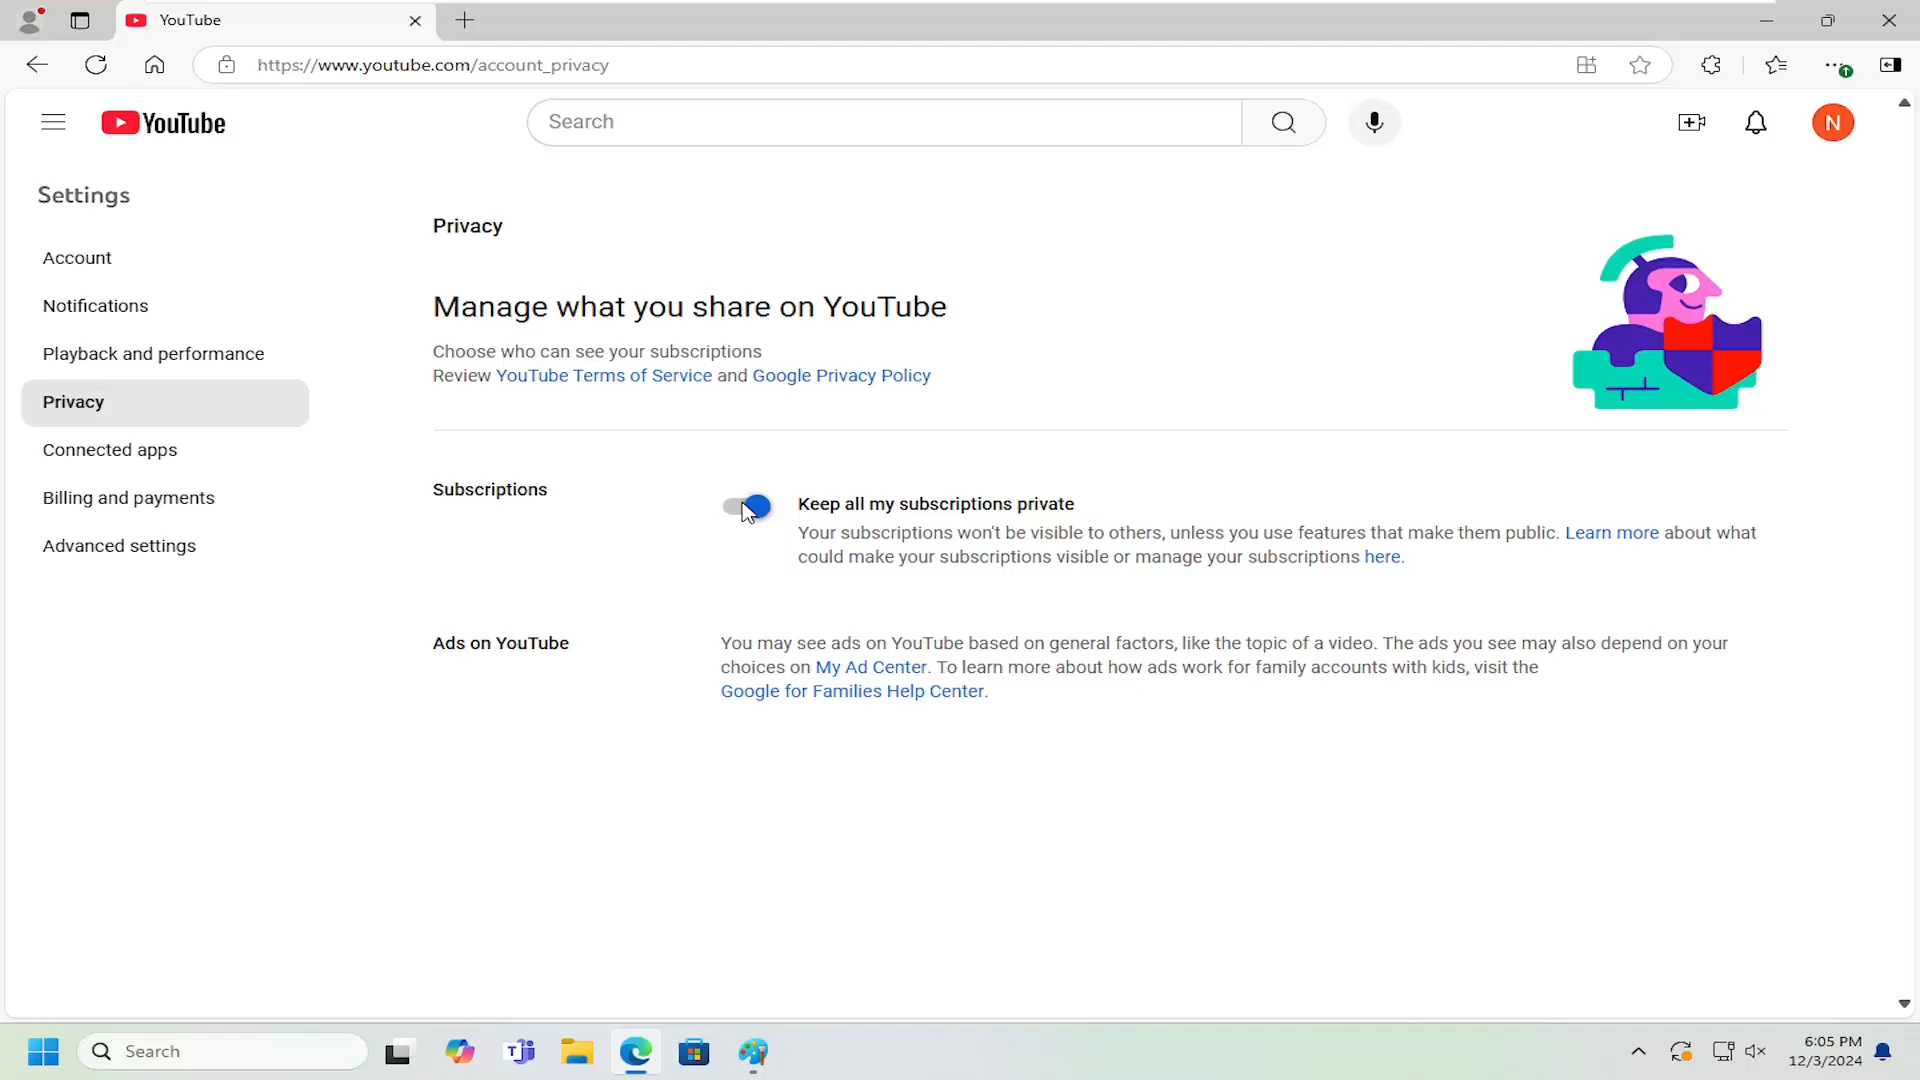 YouTube
https://www.youtube.com/account_privacy
YouTube
Search
N
Settings
Account
Notifications
Playback and performance
Privacy
Connected apps
Billing and payments
Advanced settings
Privacy
Manage what you share on YouTube
Choose who can see your subscriptions
Review YouTube Terms of Service and Google Privacy Policy
Subscriptions
Keep all my subscriptions private
Your subscriptions won't be visible to others, unless you use features that make them public. Learn more about what
could make your subscriptions visible or manage your subscriptions here.
Ads on YouTube
You may see ads on YouTube based on general factors, like the topic of a video. The ads you see may also depend on your
choices on My Ad Center. To learn more about how ads work for family accounts with kids, visit the
Google for Families Help Center.
Search
T
6:05 PM
12/3/2024